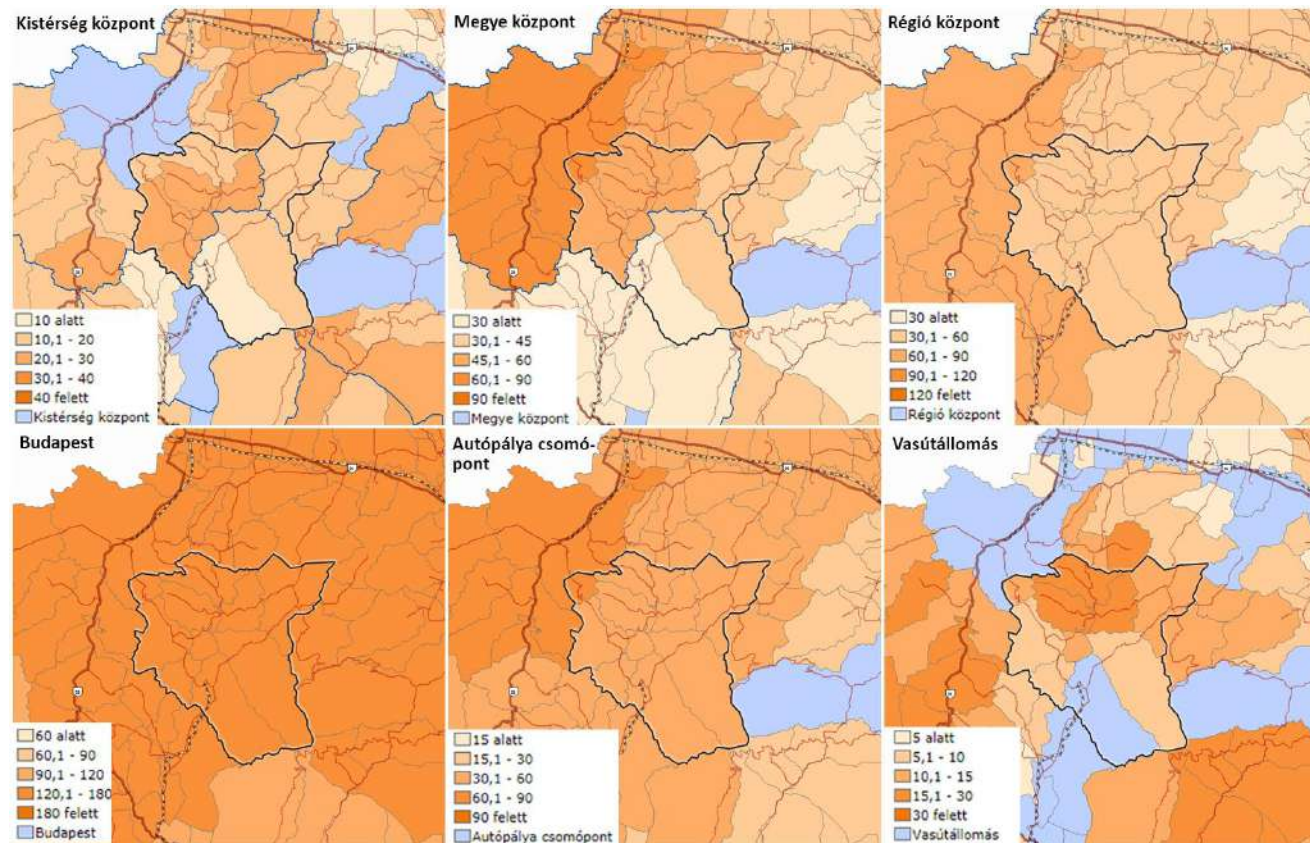 Kistérség központ
10 alatt
10,1 - 20
20,1 - 30
30,1 - 40
40 felett
Kistérség központ
Megye központ
30 alatt
30,1 - 45
45,1 - 60
60,1 - 90
90 felett
Megye központ
Régió központ
30 alatt
30,1 - 60
60,1 - 90
90,1 - 120
120 felett
Régió központ
Budapest
60 alatt
60,1 - 90
90,1 - 120
120,1 - 180
180 felett
Budapest
Autópálya csomó-
pont
15 alatt
15,1 - 30
30,1 - 60
60,1 - 90
90 felett
Autópálya csomópont
Vasútállomás
5 alatt
5,1 - 10
10,1 - 15
15,1 - 30
30 felett
Vasútállomás